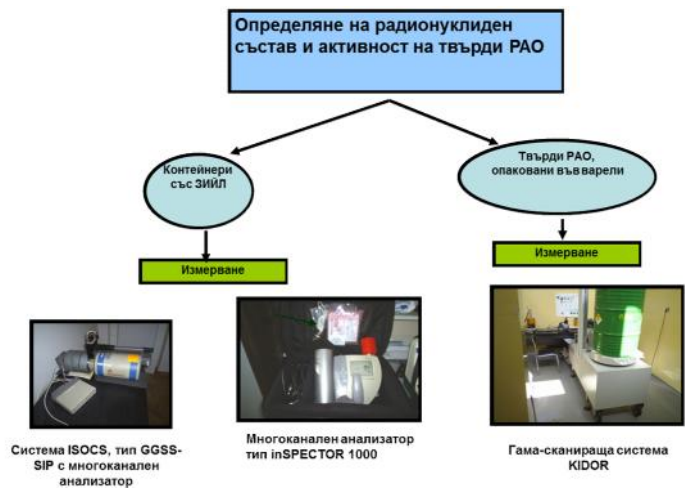 Определяне на радионуклиден
състав и активност на твърди РАО
Контейнери
със ЗИЙЛ
Твърди РАО,
опаковани във варели
Измерване
Измерване
Система ISOCS, тип GGSS-
SIP с многоканален
анализатор
Многоканален анализатор
тип inSPECTOR 1000
Гама-сканираща система
KIDOR